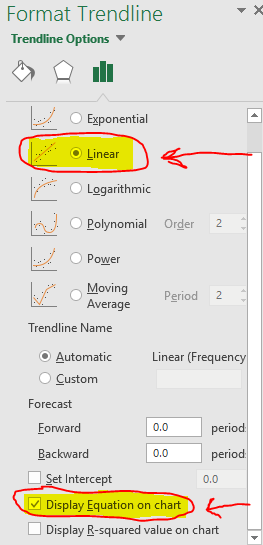 Format Trendline
Trendline Options
Exponential
Linear
Logarithmic
Polynomial Order 2
Power
Moving
Average Period 2
Trendline Name
Automatic Linear (Frequency
Custom
Forecast
Forward 0.0 period
Backward 0.0 period
Set Intercept 0.0
Display Equation on chart
Display R-squared value on chart